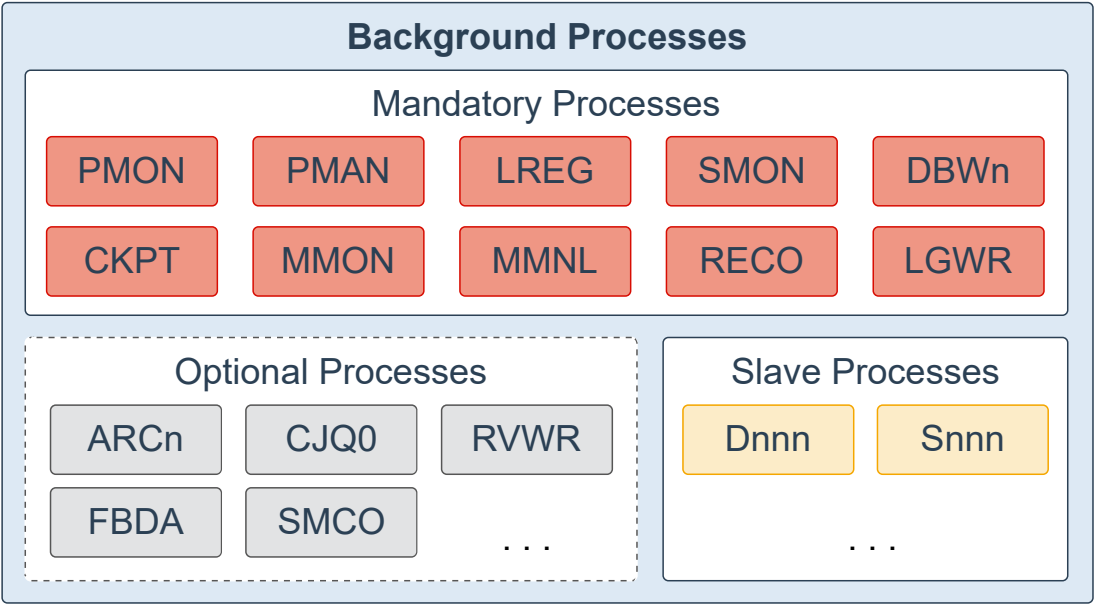 Background Processes
Mandatory Processes
PMON PMAN LREG SMON DBWn
CKPT MMON MMNL RECO LGWR
Optional Processes
ARCn CJQ0 RVWR
FBDA SMCO . . .
Slave Processes
Dnnn Snnn
. . .